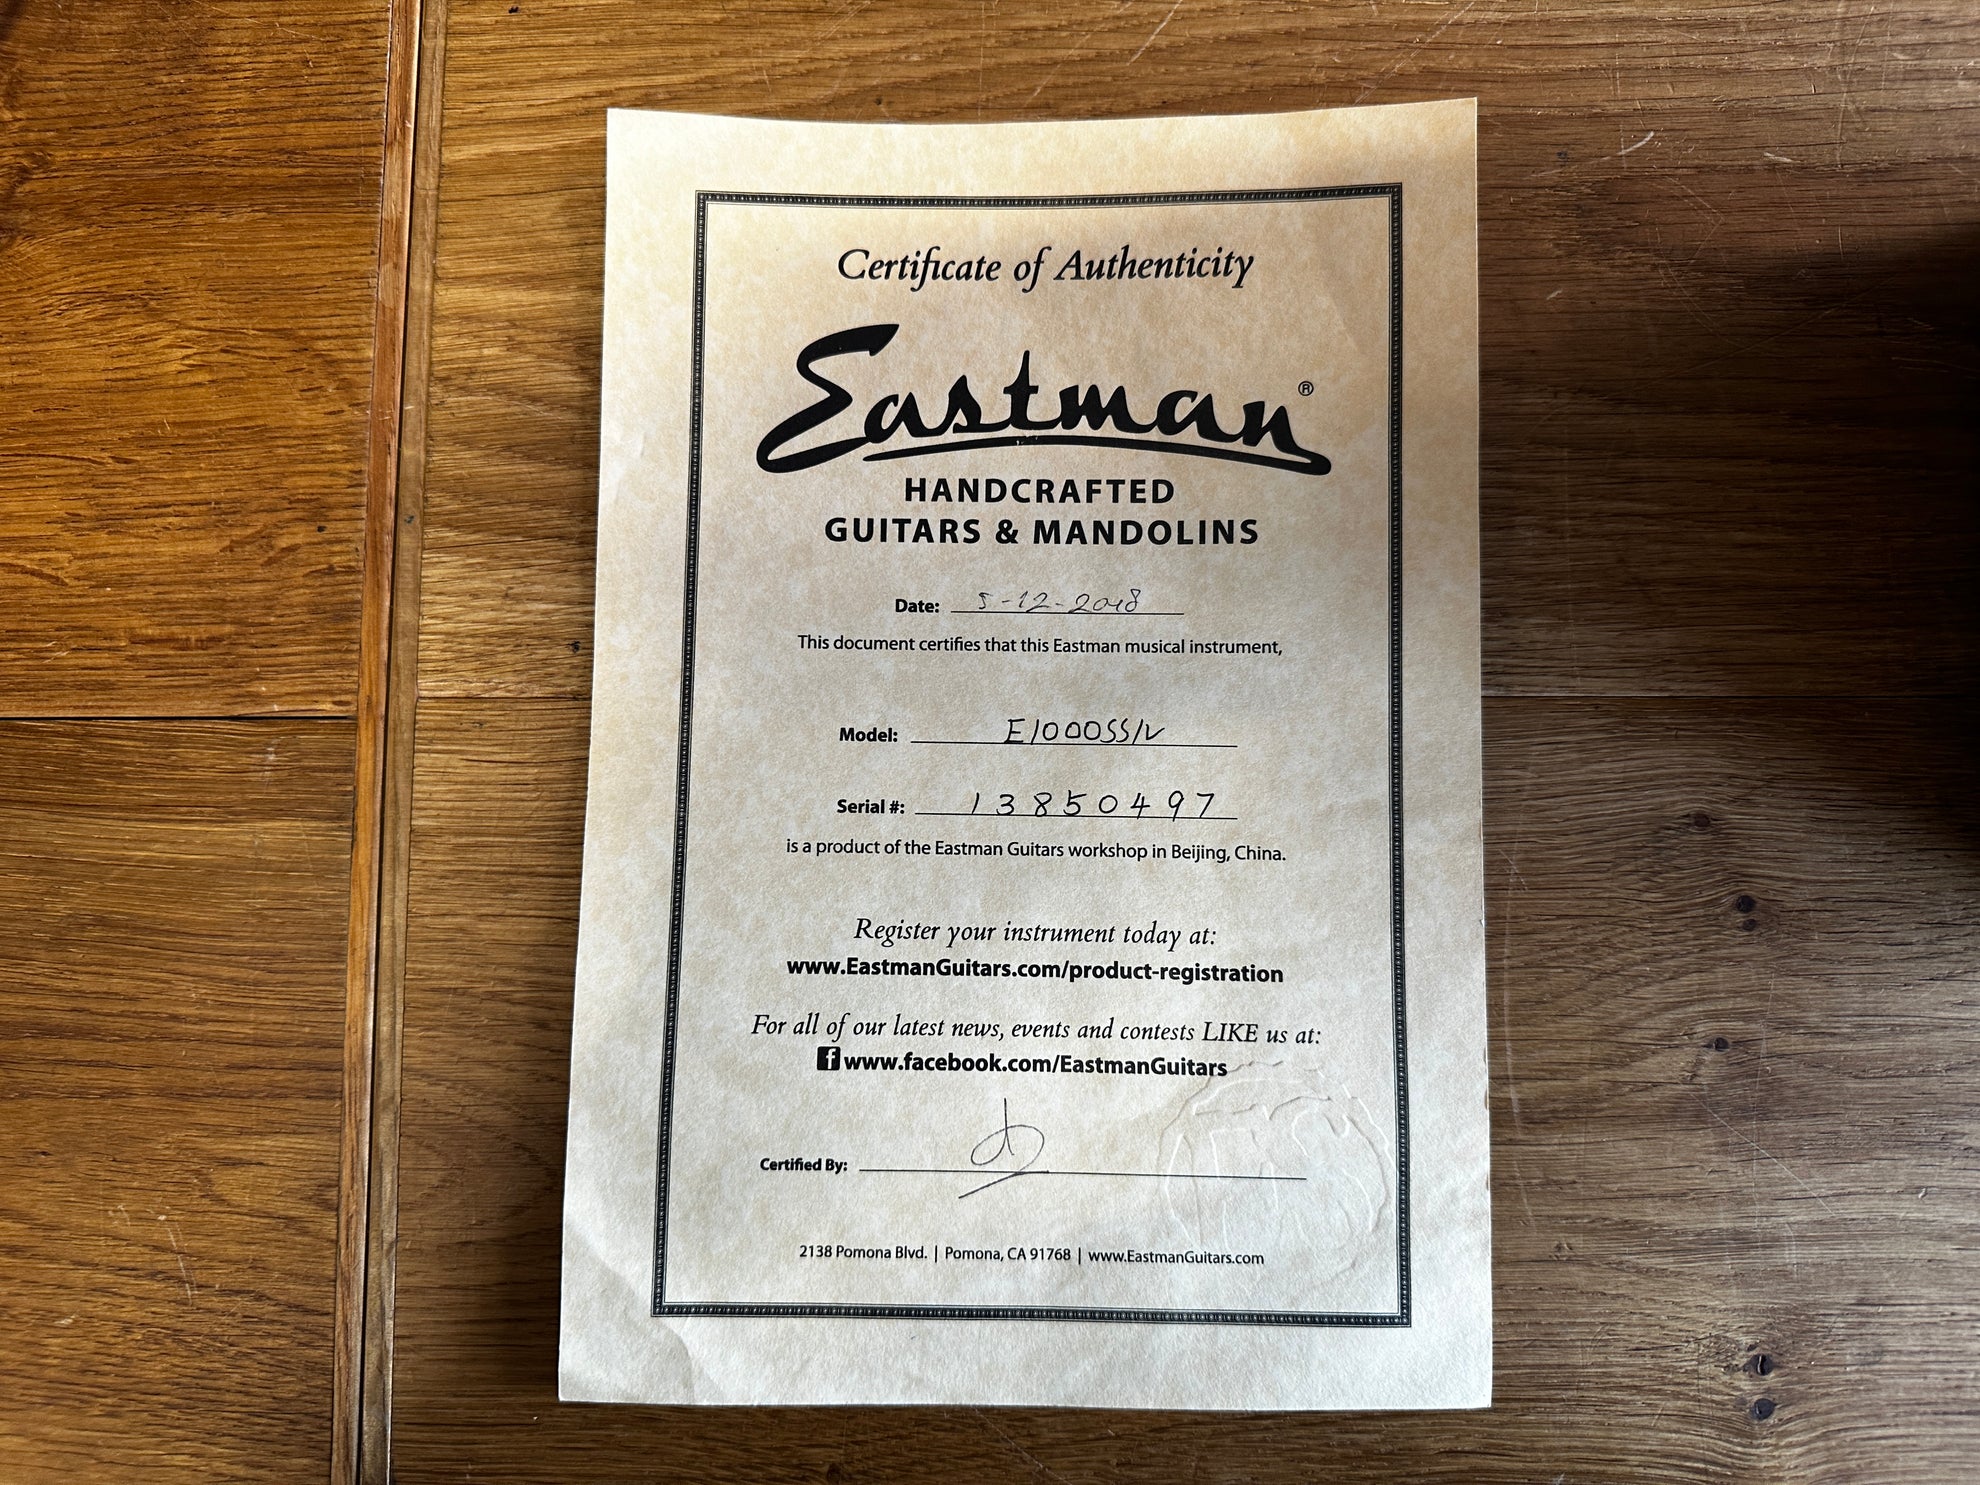 Certificate of Authenticity
Eastman®
HANDCRAFTED
GUITARS & MANDOLINS
Date: 5-12-2018
This document certifies that this Eastman musical instrument,
Model: E1000SS/V
Serial #: 13850497
is a product of the Eastman Guitars workshop in Beijing, China.
Register your instrument today at:
www.EastmanGuitars.com/product-registration
For all of our latest news, events and contests LIKE us at:
f www.facebook.com/EastmanGuitars
Certified By:
2138 Pomona Blvd. | Pomona, CA 91768 | www.EastmanGuitars.com